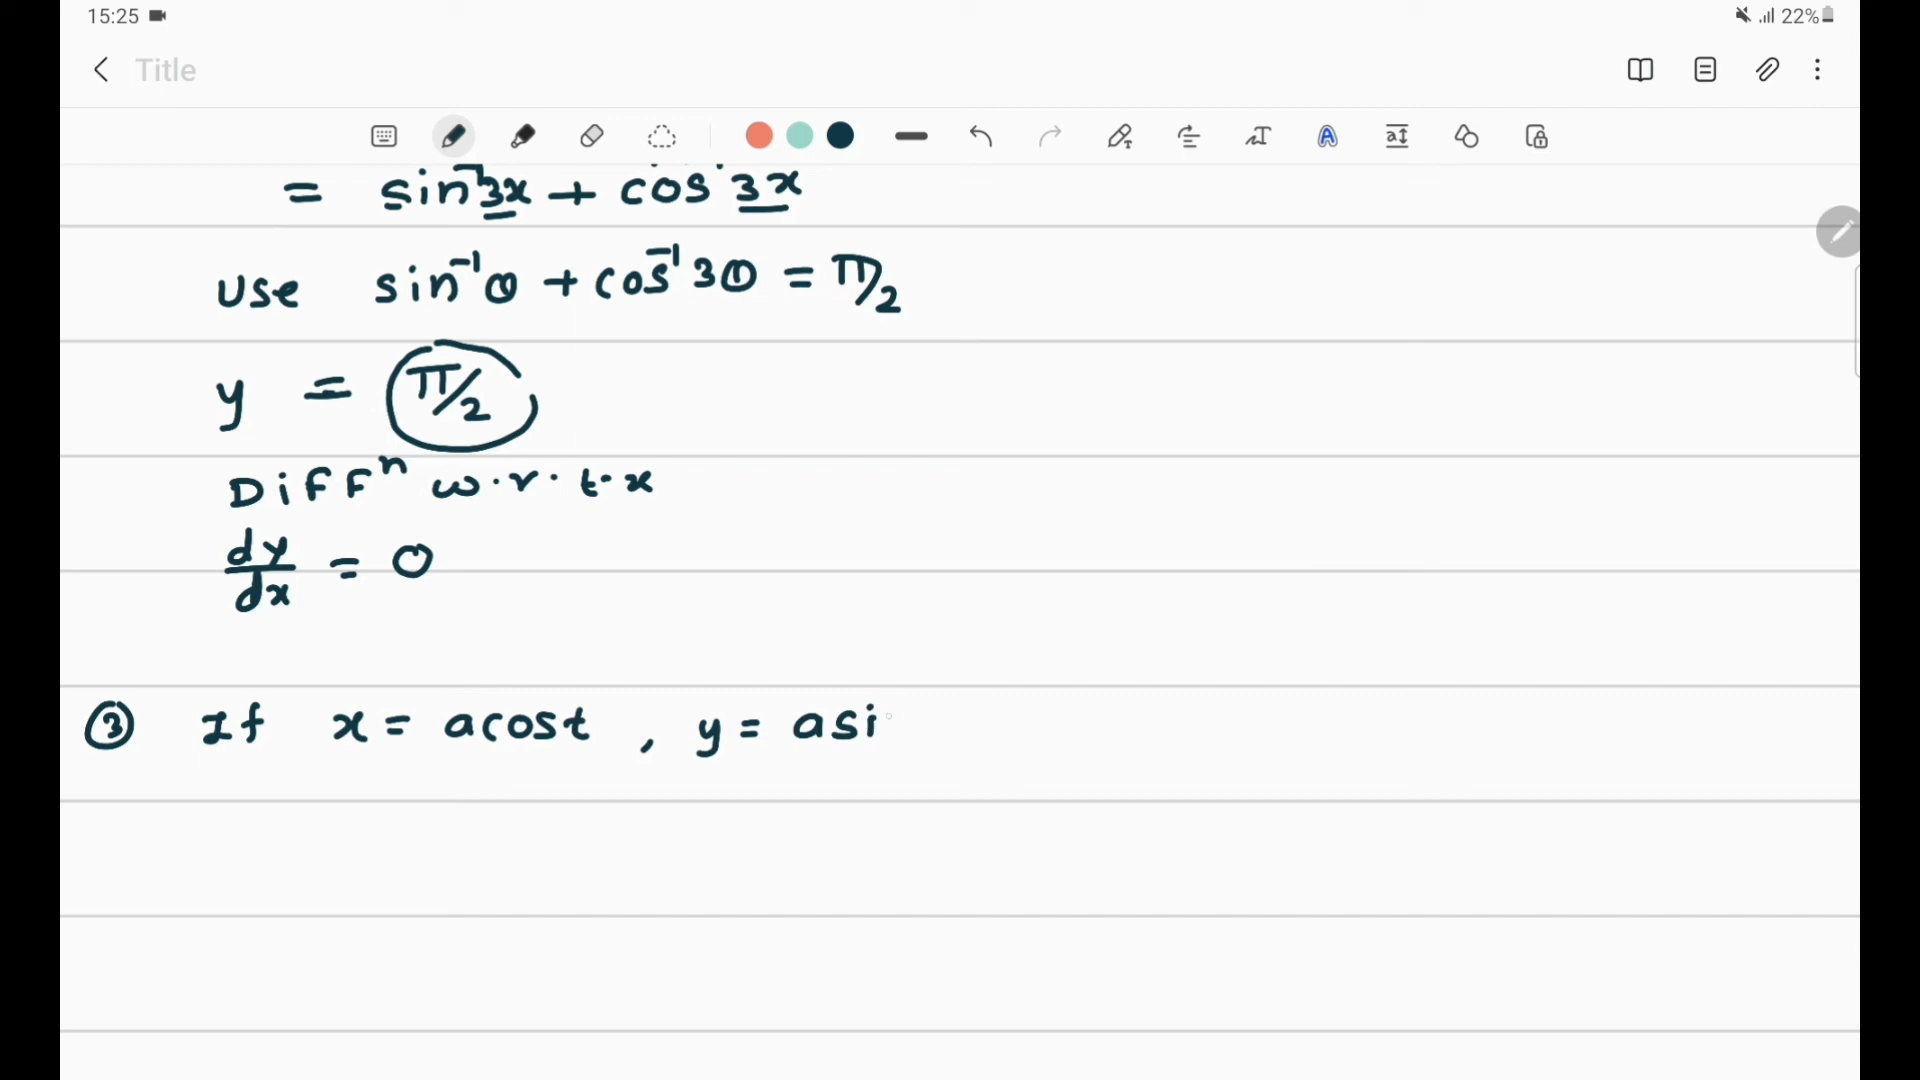 15:25 22%
Title
= sin⁻¹3x + cos⁻¹3x
use sin⁻¹θ + cos⁻¹3θ = π/2
y = π/2
Diffⁿ w.r.t.x
dy/dx = 0
③ If x = acost , y = asi